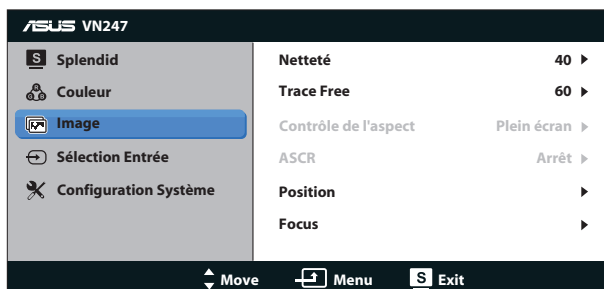 ASUS VN247
S Splendid
Couleur
Image
Sélection Entrée
Configuration Système
Netteté 40
Trace Free 60
Contrôle de l'aspect Plein écran
ASCR Arrêt
Position
Focus
Move Menu S Exit